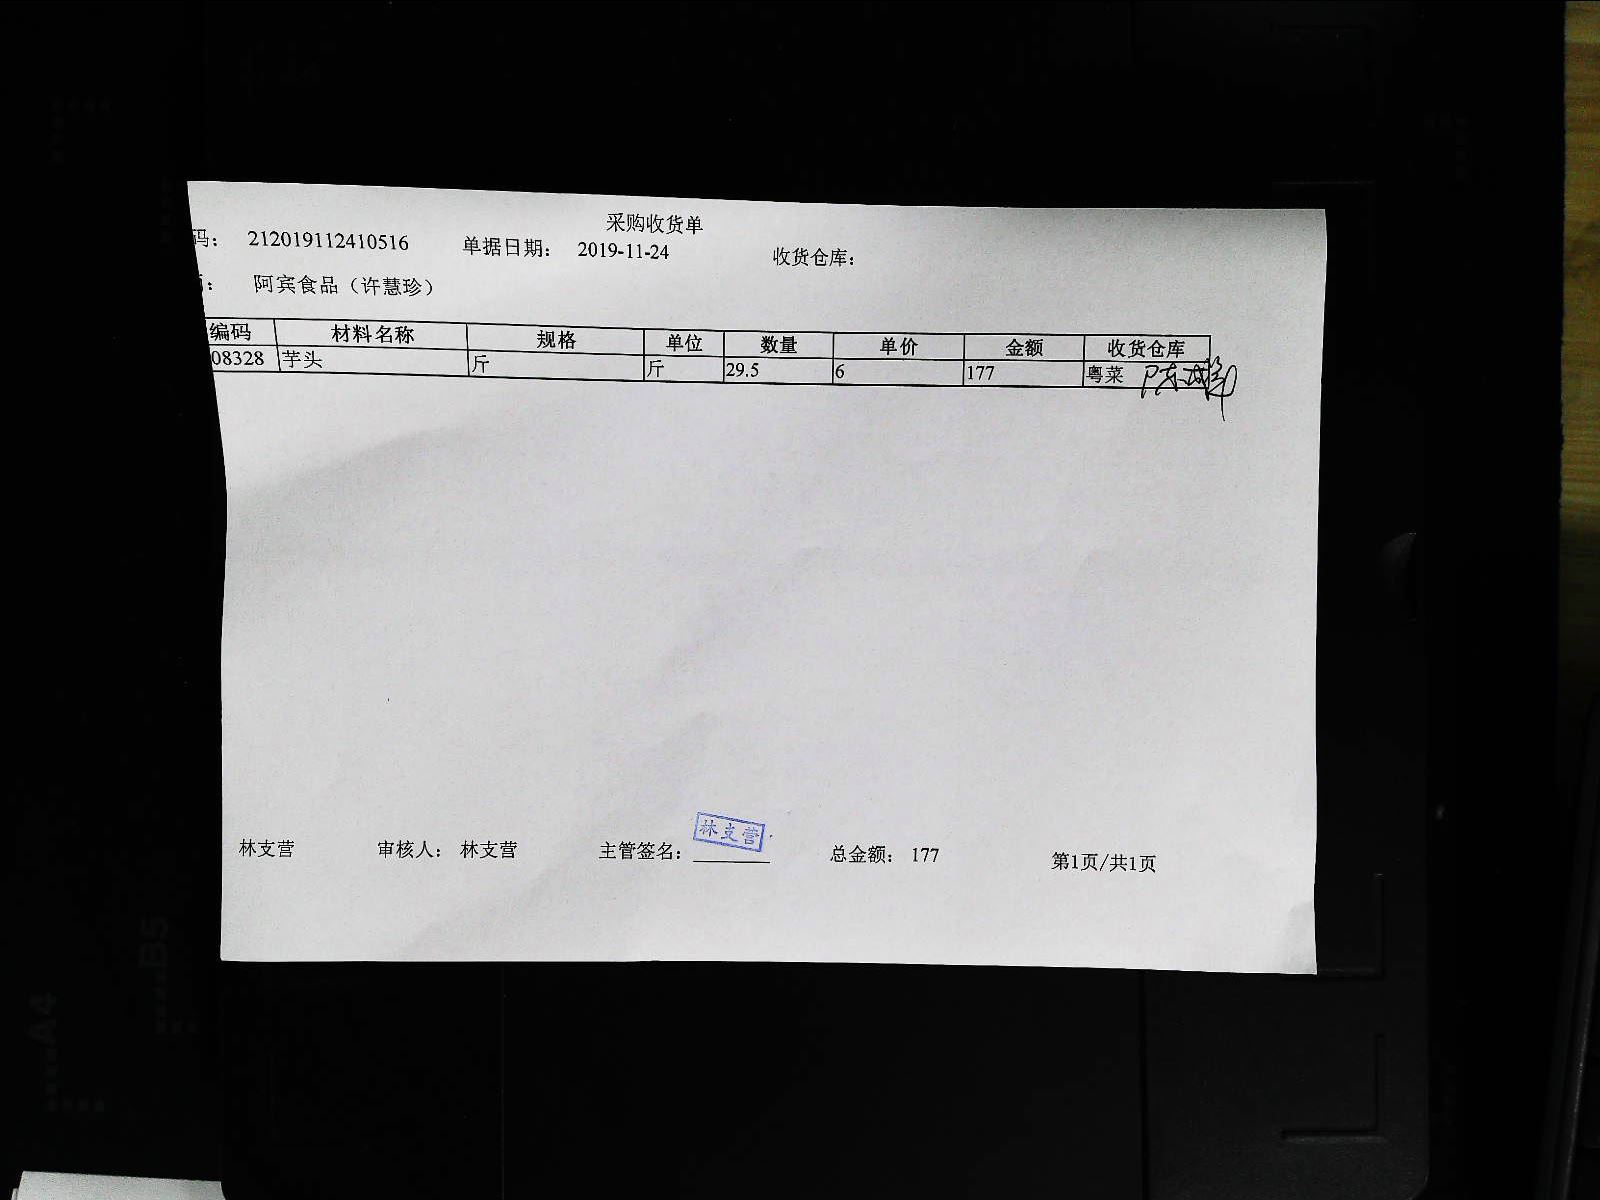 采购收货单
码： 212019112410516 单据日期： 2019-11-24 收货仓库：
： 阿宾食品（许慧珍）
编码 材料名称 规格 单位 数量 单价 金额 收货仓库
08328 芋头 斤 斤 29.5 6 177 粤菜
林支营
林支营 审核人： 林支营 主管签名： 总金额： 177 第1页/共1页
B5
A4